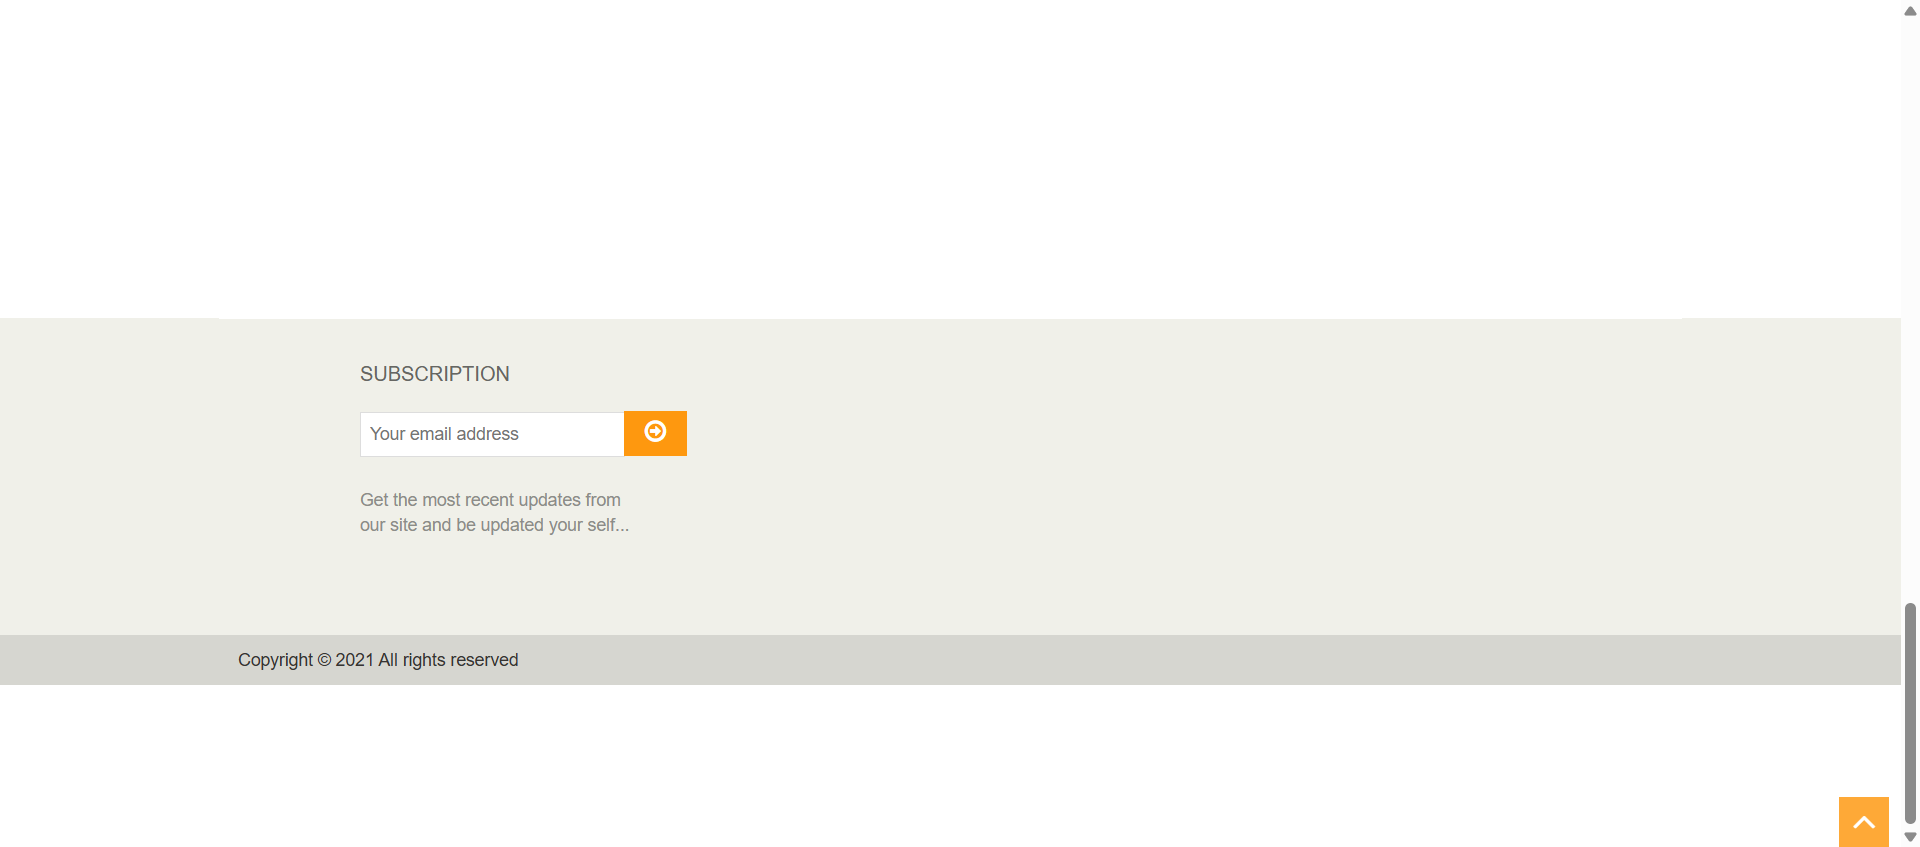 SUBSCRIPTION
Your email address
Get the most recent updates from
our site and be updated your self...
Copyright © 2021 All rights reserved